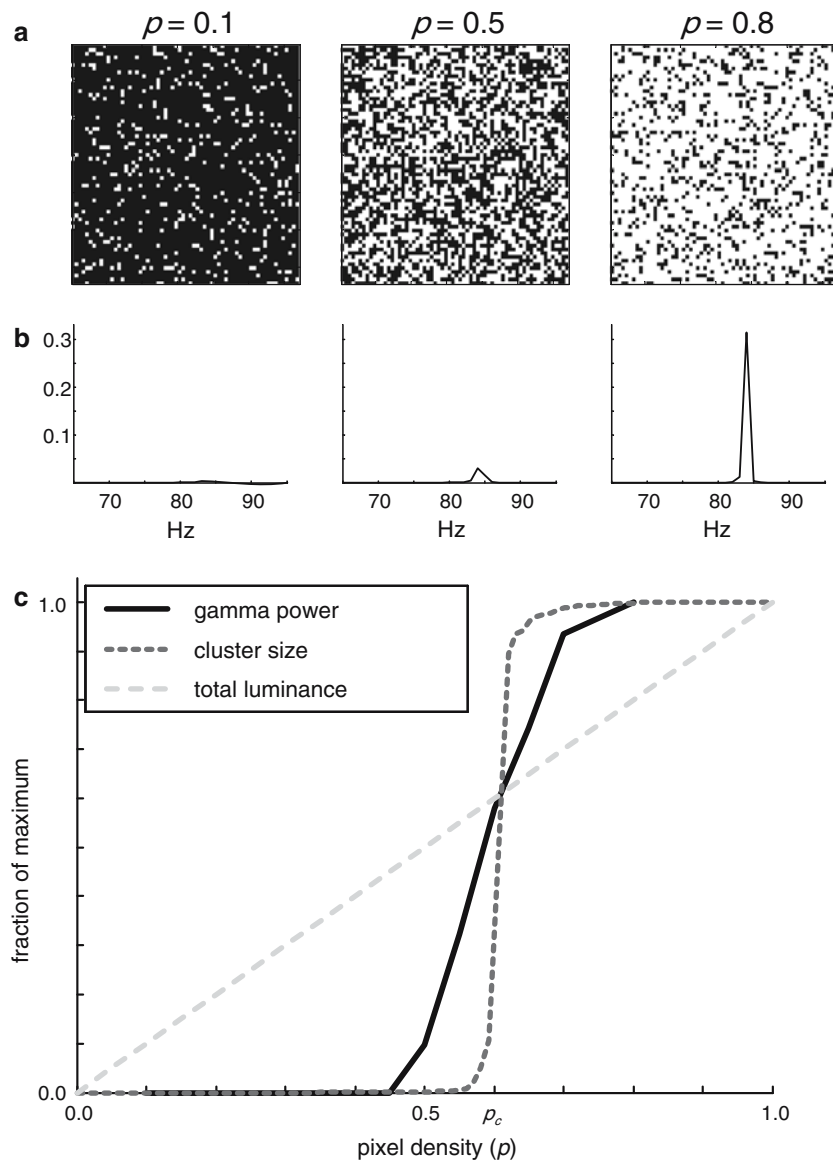 a
p = 0.1 p = 0.5 p = 0.8
b
0.3
0.2
0.1
70 80 90 70 80 90 70 80 90
Hz Hz Hz
c
1.0
gamma power
cluster size
total luminance
fraction of maximum
0.0
0.0 0.5 pc 1.0
pixel density (p)